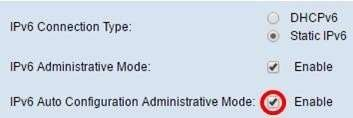 IPv6 Connection Type:
DHCPv6
Static IPv6
IPv6 Administrative Mode:
Enable
IPv6 Auto Configuration Administrative Mode:
Enable